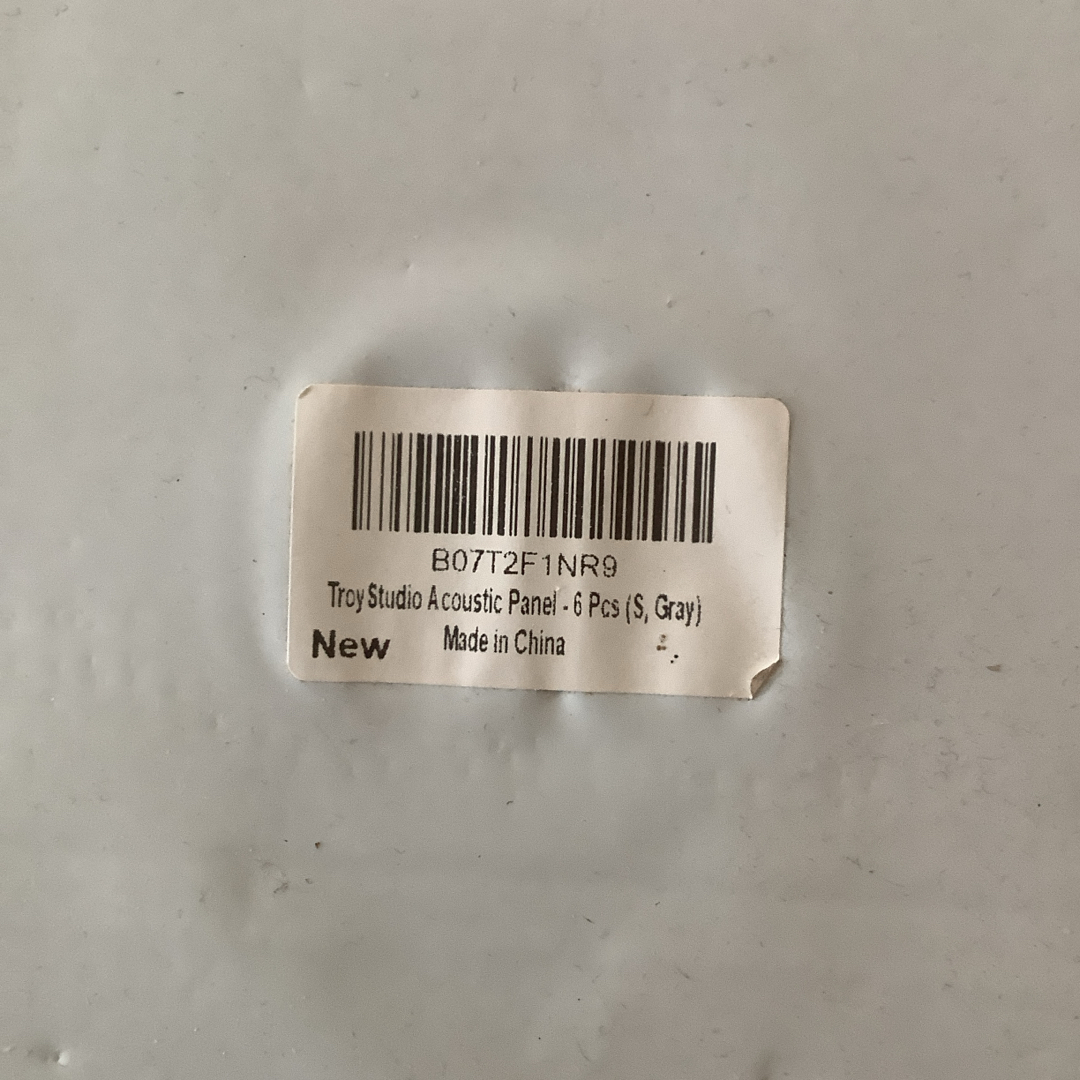 B07T2F1NR9
Troy Studio Acoustic Panel - 6 Pcs (S, Gray)
New Made in China